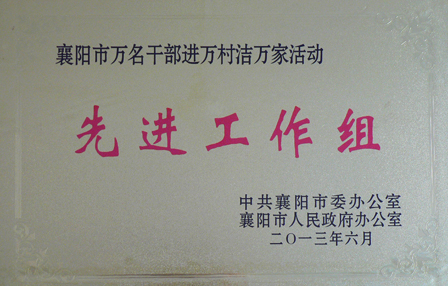 襄阳市万名干部进万村洁万家活动
先进工作组
中共襄阳市委办公室
襄阳市人民政府办公室
二〇一三年六月